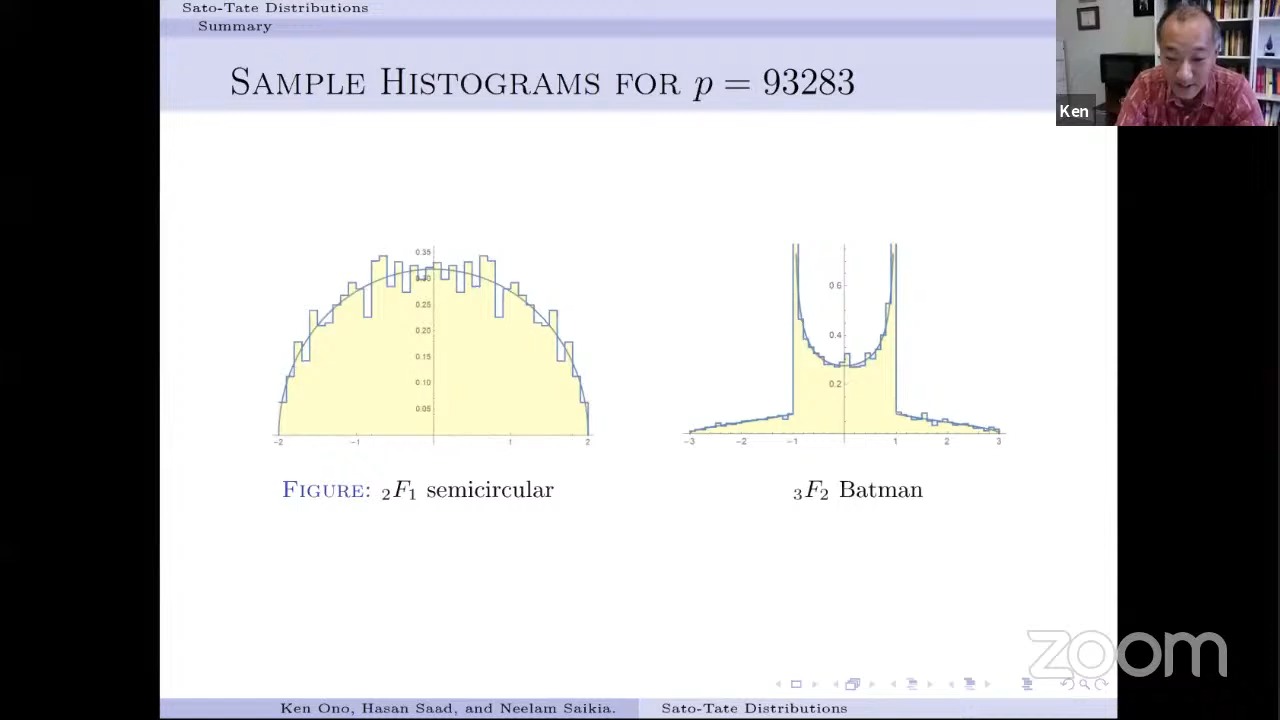 Sato-Tate Distributions
Summary
Sample Histograms for p = 93283
Ken
0.35
0.30
0.25
0.20
0.15
0.10
0.05
-2 -1 1 2
0.6
0.4
0.2
-3 -2 -1 1 2 3
Figure: ₂F₁ semicircular
₃F₂ Batman
zoom
Ken Ono, Hasan Saad, and Neelam Saikia.
Sato-Tate Distributions